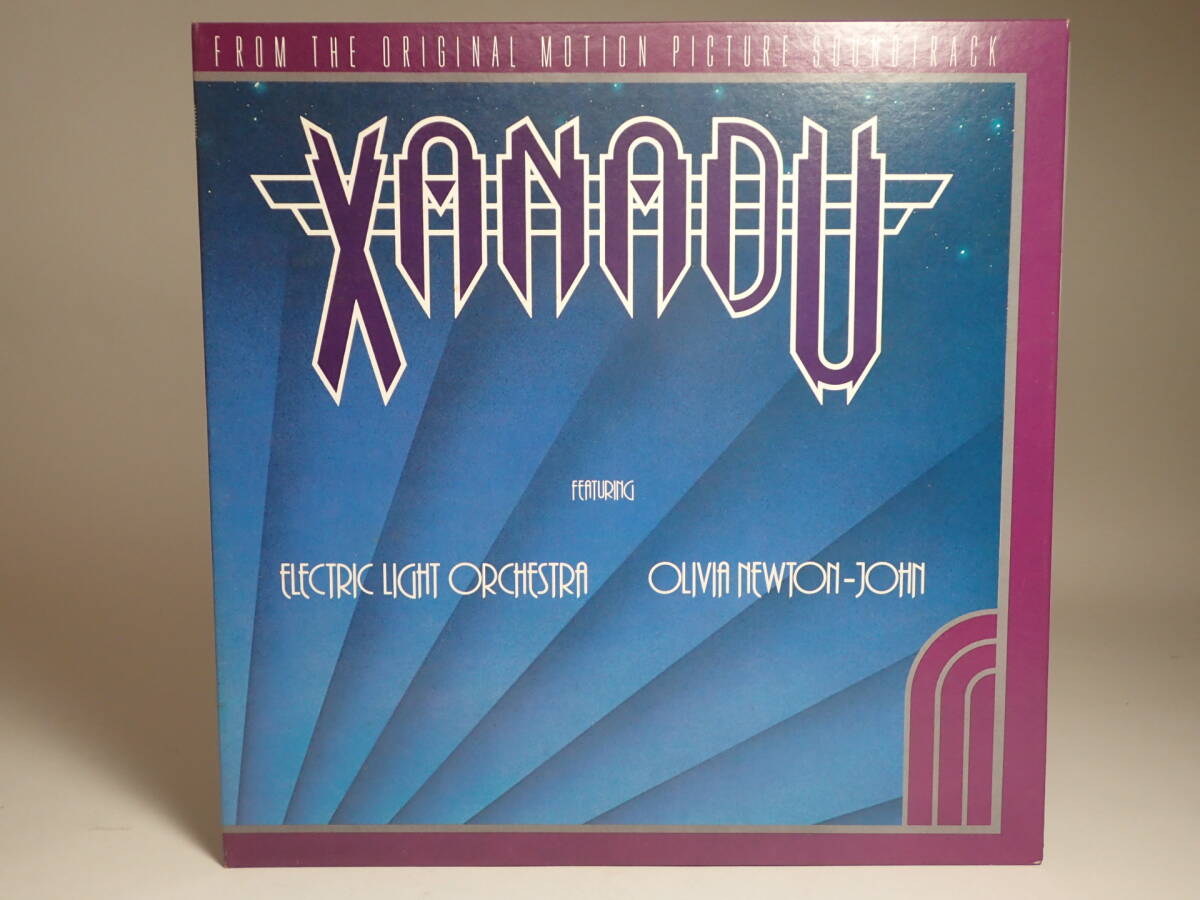 FROM THE ORIGINAL MOTION PICTURE SOUNDTRACK
XANADU
FEATURING
ELECTRIC LIGHT ORCHESTRA OLIVIA NEWTON-JOHN